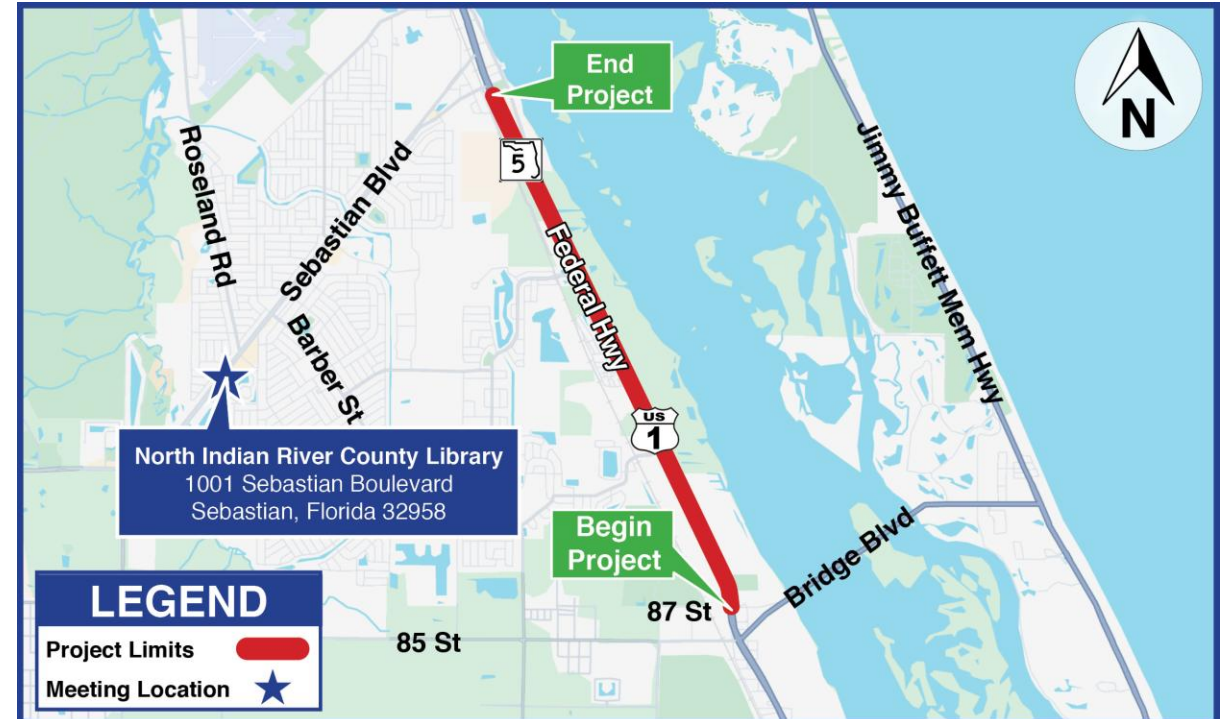 End
Project
N
Roseland Rd
Sebastian Blvd
5
Jimmy Buffett Mem Hwy
Federal Hwy
Barber St
US
1
North Indian River County Library
1001 Sebastian Boulevard
Sebastian, Florida 32958
Begin
Project
Bridge Blvd
87 St
85 St
LEGEND
Project Limits
Meeting Location